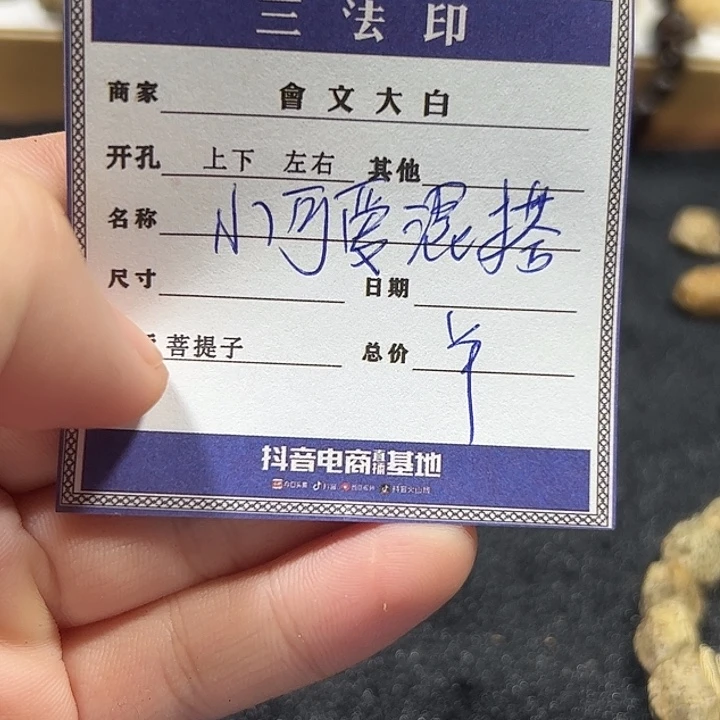 三法印
商家 會文大白
开孔 上下 左右 其他
名称 小可爱混搭
尺寸 日期
菩提子 总价
抖音电商直播基地